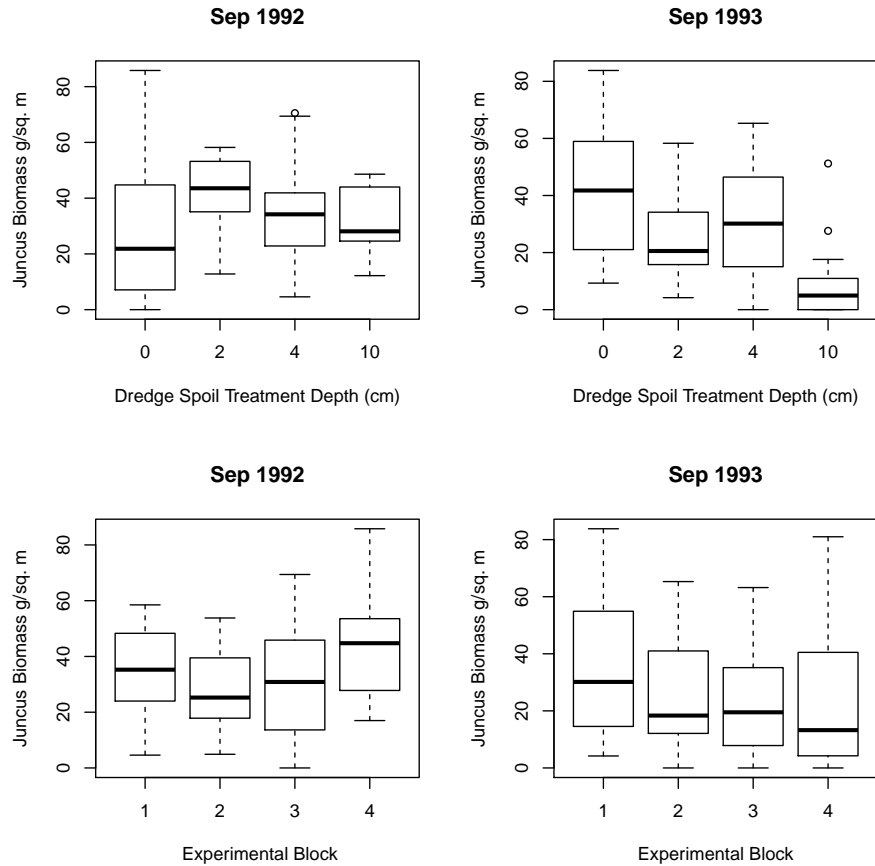 Sep 1992
Juncus Biomass g/sq. m
0 20 40 60 80
0 2 4 10
Dredge Spoil Treatment Depth (cm)
Sep 1993
Juncus Biomass g/sq. m
0 20 40 60 80
0 2 4 10
Dredge Spoil Treatment Depth (cm)
Sep 1992
Juncus Biomass g/sq. m
0 20 40 60 80
1 2 3 4
Experimental Block
Sep 1993
Juncus Biomass g/sq. m
0 20 40 60 80
1 2 3 4
Experimental Block